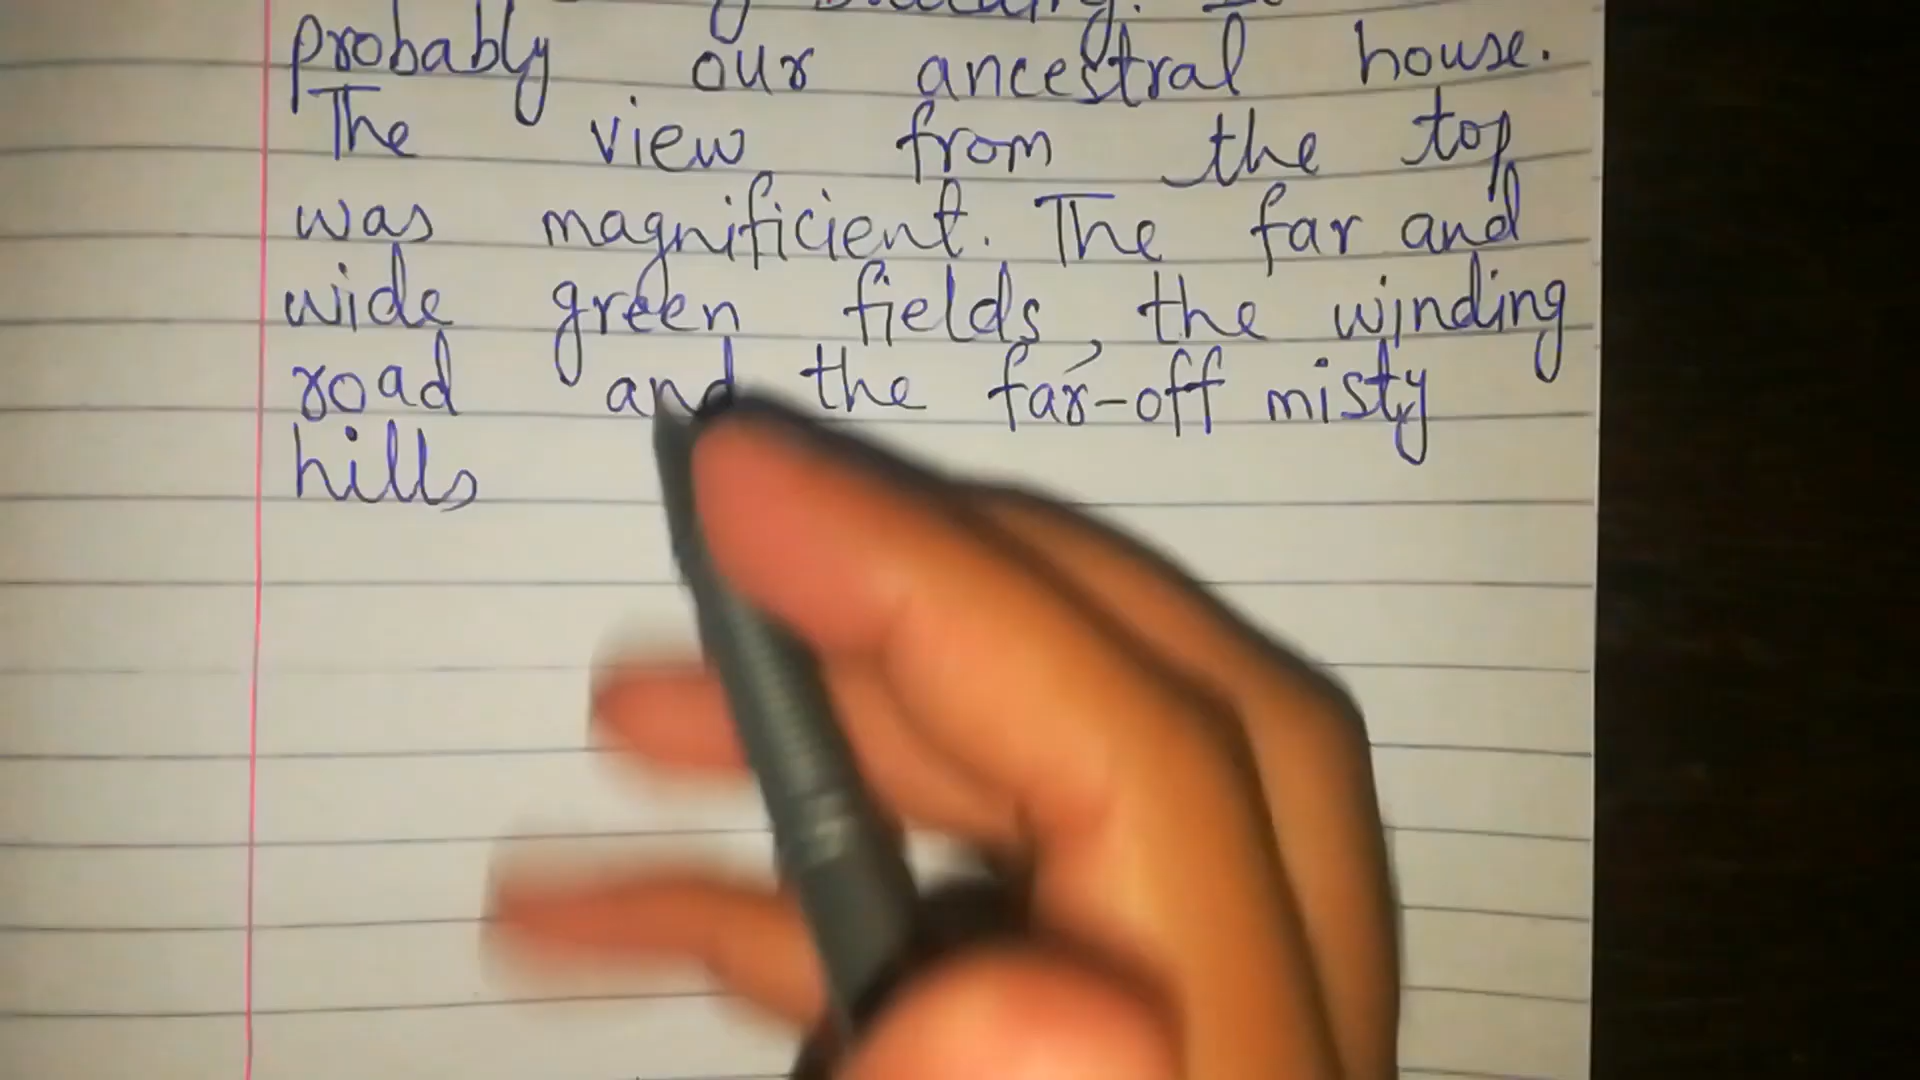 probably our ancestral house.
The view from the top
was magnificient. The far and
wide green fields, the winding
road and the far-off misty
hills